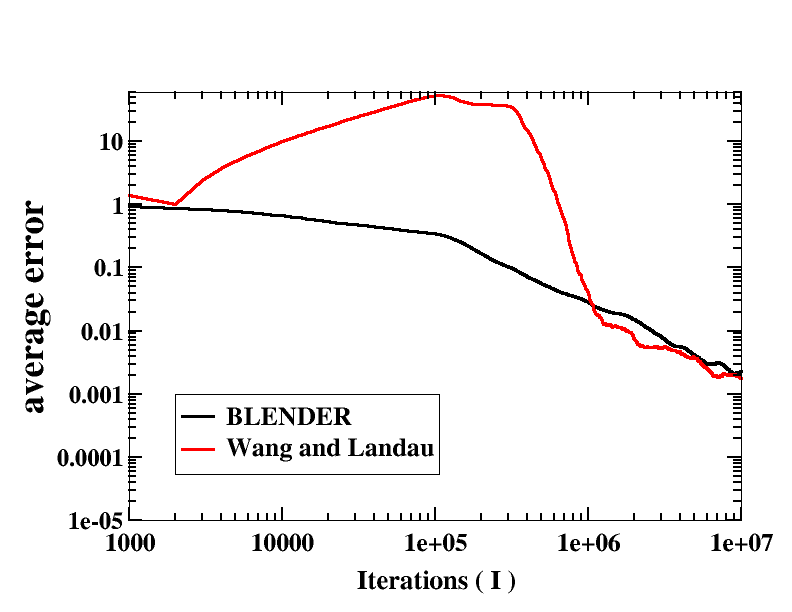 average error
10
1
0.1
0.01
0.001
0.0001
1e-05
BLENDER
Wang and Landau
1000 10000 1e+05 1e+06 1e+07
Iterations ( I )